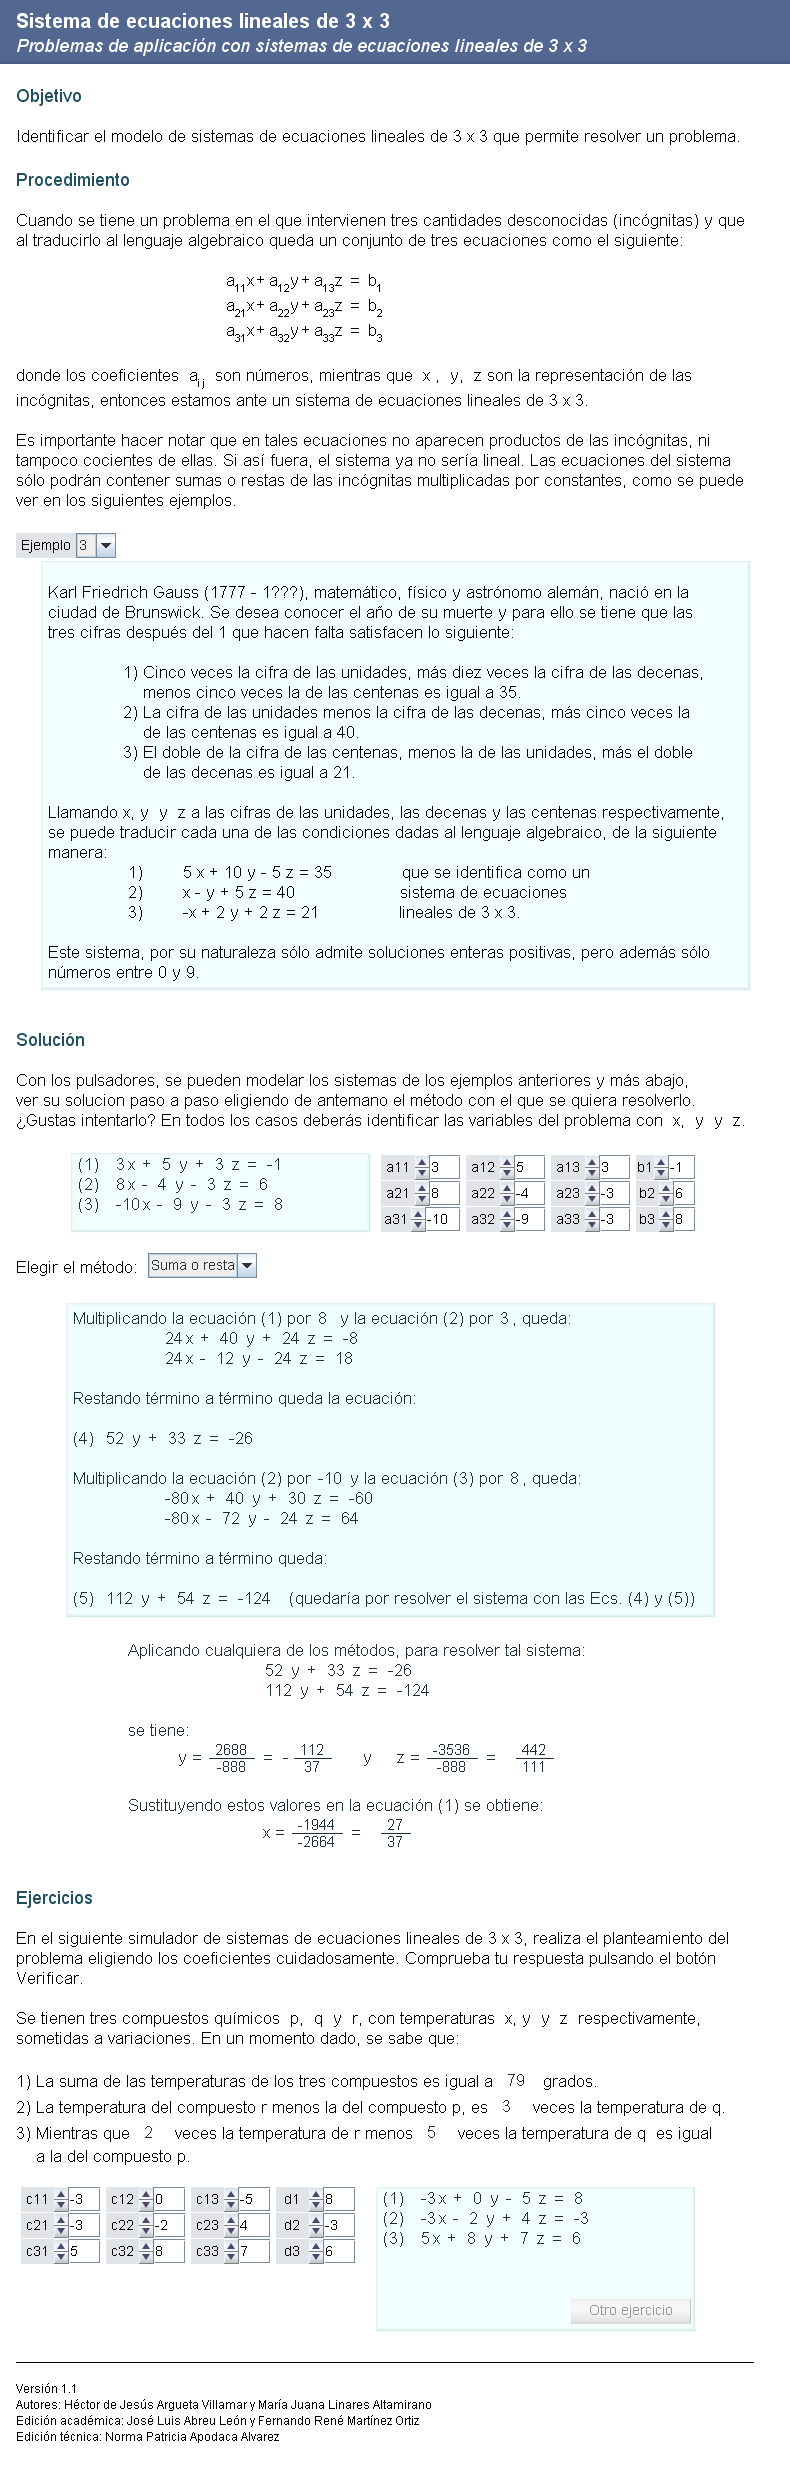 Sistema de ecuaciones lineales de 3 x 3
Problemas de aplicación con sistemas de ecuaciones lineales de 3 x 3
Objetivo
Identificar el modelo de sistemas de ecuaciones lineales de 3 x 3 que permite resolver un problema.
Procedimiento
Cuando se tiene un problema en el que intervienen tres cantidades desconocidas (incógnitas) y que
al traducirlo al lenguaje algebraico queda un conjunto de tres ecuaciones como el siguiente:
a11x+ a12y+ a13z = b1
a21x+ a22y+ a23z = b2
a31x+ a32y+ a33z = b3
donde los coeficientes aij son números, mientras que x , y, z son la representación de las
incógnitas, entonces estamos ante un sistema de ecuaciones lineales de 3 x 3.
Es importante hacer notar que en tales ecuaciones no aparecen productos de las incógnitas, ni
tampoco cocientes de ellas. Si así fuera, el sistema ya no sería lineal. Las ecuaciones del sistema
sólo podrán contener sumas o restas de las incógnitas multiplicadas por constantes, como se puede
ver en los siguientes ejemplos.
Ejemplo 3
Karl Friedrich Gauss (1777 - 1???), matemático, físico y astrónomo alemán, nació en la
ciudad de Brunswick. Se desea conocer el año de su muerte y para ello se tiene que las
tres cifras después del 1 que hacen falta satisfacen lo siguiente:
1) Cinco veces la cifra de las unidades, más diez veces la cifra de las decenas,
menos cinco veces la de las centenas es igual a 35.
2) La cifra de las unidades menos la cifra de las decenas, más cinco veces la
de las centenas es igual a 40.
3) El doble de la cifra de las centenas, menos la de las unidades, más el doble
de las decenas es igual a 21.
Llamando x, y y z a las cifras de las unidades, las decenas y las centenas respectivamente,
se puede traducir cada una de las condiciones dadas al lenguaje algebraico, de la siguiente
manera:
1) 5 x + 10 y - 5 z = 35 que se identifica como un
2) x - y + 5 z = 40 sistema de ecuaciones
3) -x + 2 y + 2 z = 21 lineales de 3 x 3.
Este sistema, por su naturaleza sólo admite soluciones enteras positivas, pero además sólo
números entre 0 y 9.
Solución
Con los pulsadores, se pueden modelar los sistemas de los ejemplos anteriores y más abajo,
ver su solucion paso a paso eligiendo de antemano el método con el que se quiera resolverlo.
¿Gustas intentarlo? En todos los casos deberás identificar las variables del problema con x, y y z.
(1) 3x + 5 y + 3 z = -1 a11 3 a12 5 a13 3 b1 -1
(2) 8x - 4 y - 3 z = 6 a21 8 a22 -4 a23 -3 b2 6
(3) -10x - 9 y - 3 z = 8 a31 -10 a32 -9 a33 -3 b3 8
Elegir el método: Suma o resta
Multiplicando la ecuación (1) por 8 y la ecuación (2) por 3 , queda:
24x + 40 y + 24 z = -8
24x - 12 y - 24 z = 18
Restando término a término queda la ecuación:
(4) 52 y + 33 z = -26
Multiplicando la ecuación (2) por -10 y la ecuación (3) por 8 , queda:
-80x + 40 y + 30 z = -60
-80x - 72 y - 24 z = 64
Restando término a término queda:
(5) 112 y + 54 z = -124 (quedaría por resolver el sistema con las Ecs. (4) y (5))
Aplicando cualquiera de los métodos, para resolver tal sistema:
52 y + 33 z = -26
112 y + 54 z = -124
se tiene:
y = 2688/-888 = - 112/37 y z = -3536/-888 = 442/111
Sustituyendo estos valores en la ecuación (1) se obtiene:
x = -1944/-2664 = 27/37
Ejercicios
En el siguiente simulador de sistemas de ecuaciones lineales de 3 x 3, realiza el planteamiento del
problema eligiendo los coeficientes cuidadosamente. Comprueba tu respuesta pulsando el botón
Verificar.
Se tienen tres compuestos químicos p, q y r, con temperaturas x, y y z respectivamente,
sometidas a variaciones. En un momento dado, se sabe que:
1) La suma de las temperaturas de los tres compuestos es igual a 79 grados.
2) La temperatura del compuesto r menos la del compuesto p, es 3 veces la temperatura de q.
3) Mientras que 2 veces la temperatura de r menos 5 veces la temperatura de q es igual
a la del compuesto p.
c11 -3 c12 0 c13 -5 d1 8 (1) -3x + 0 y - 5 z = 8
c21 -3 c22 -2 c23 4 d2 -3 (2) -3x - 2 y + 4 z = -3
c31 5 c32 8 c33 7 d3 6 (3) 5x + 8 y + 7 z = 6
Otro ejercicio
Versión 1.1
Autores: Héctor de Jesús Argueta Villamar y María Juana Linares Altamirano
Edición académica: José Luis Abreu León y Fernando René Martínez Ortiz
Edición técnica: Norma Patricia Apodaca Alvarez